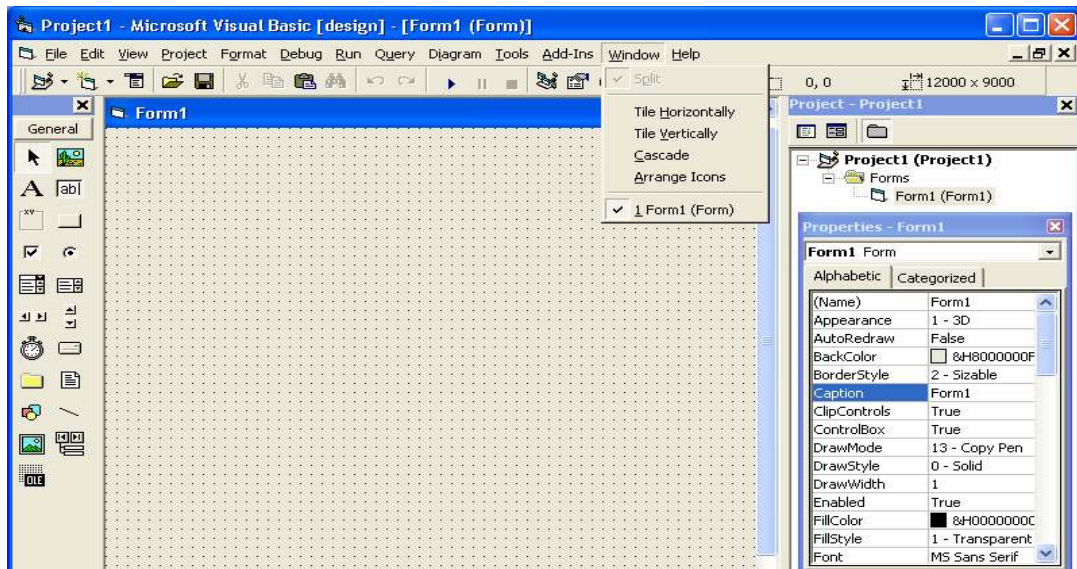 Project1 - Microsoft Visual Basic [design] - [Form1 (Form)]
File Edit View Project Format Debug Run Query Diagram Tools Add-Ins Window Help
0, 0 12000 x 9000
Split
Tile Horizontally
Tile Vertically
Cascade
Arrange Icons
1 Form1 (Form)
General
A ab|
xy
OLE
Form1
Project - Project1
Project1 (Project1)
Forms
Form1 (Form1)
Properties - Form1
Form1 Form
Alphabetic Categorized
(Name) Form1
Appearance 1 - 3D
AutoRedraw False
BackColor &H8000000F
BorderStyle 2 - Sizable
Caption Form1
ClipControls True
ControlBox True
DrawMode 13 - Copy Pen
DrawStyle 0 - Solid
DrawWidth 1
Enabled True
FillColor
FillStyle 1 - Transparent
Font MS Sans Serif